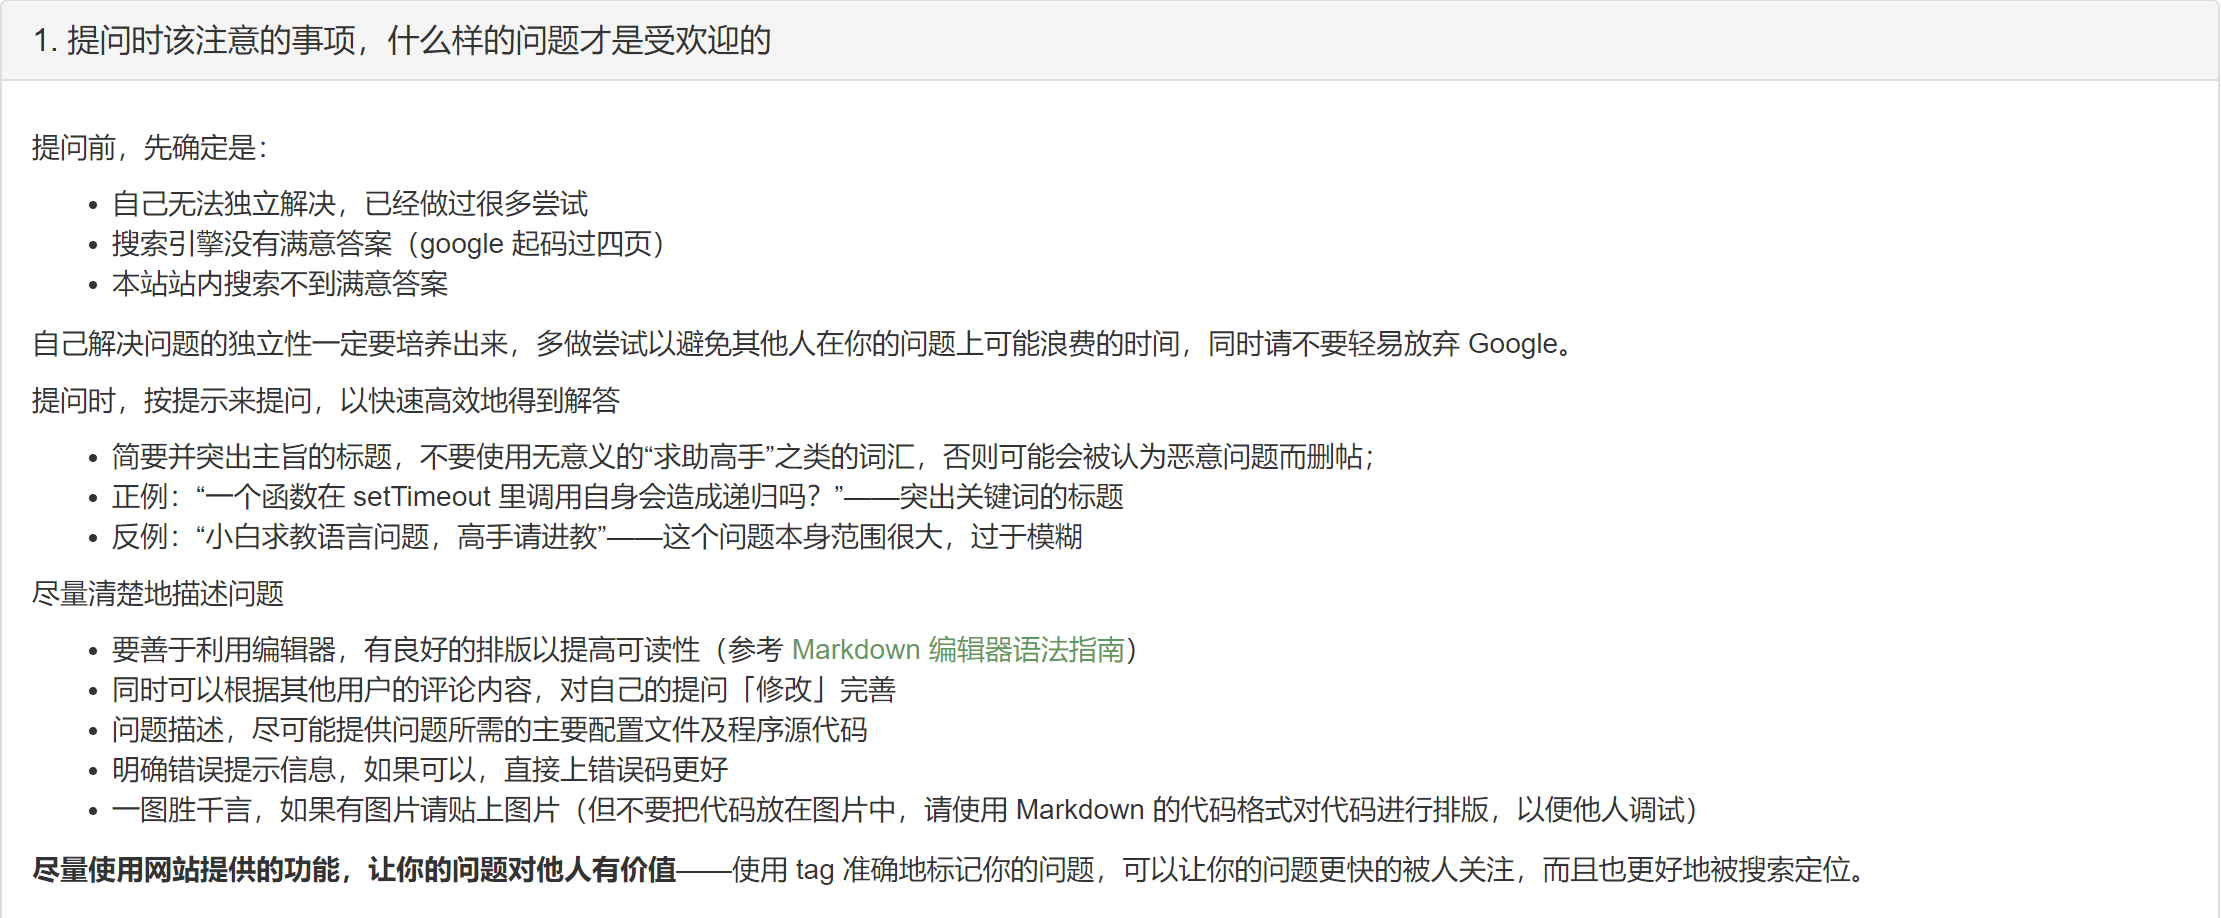 1. 提问时该注意的事项，什么样的问题才是受欢迎的
提问前，先确定是：
• 自己无法独立解决，已经做过很多尝试
• 搜索引擎没有满意答案（google 起码过四页）
• 本站站内搜索不到满意答案
自己解决问题的独立性一定要培养出来，多做尝试以避免其他人在你的问题上可能浪费的时间，同时请不要轻易放弃 Google。
提问时，按提示来提问，以快速高效地得到解答
• 简要并突出主旨的标题，不要使用无意义的“求助高手”之类的词汇，否则可能会被认为恶意问题而删帖；
• 正例：“一个函数在 setTimeout 里调用自身会造成递归吗？”——突出关键词的标题
• 反例：“小白求教语言问题，高手请进教”——这个问题本身范围很大，过于模糊
尽量清楚地描述问题
• 要善于利用编辑器，有良好的排版以提高可读性（参考 Markdown 编辑器语法指南）
• 同时可以根据其他用户的评论内容，对自己的提问「修改」完善
• 问题描述，尽可能提供问题所需的主要配置文件及程序源代码
• 明确错误提示信息，如果可以，直接上错误码更好
• 一图胜千言，如果有图片请贴上图片（但不要把代码放在图片中，请使用 Markdown 的代码格式对代码进行排版，以便他人调试）
尽量使用网站提供的功能，让你的问题对他人有价值——使用 tag 准确地标记你的问题，可以让你的问题更快的被人关注，而且也更好地被搜索定位。